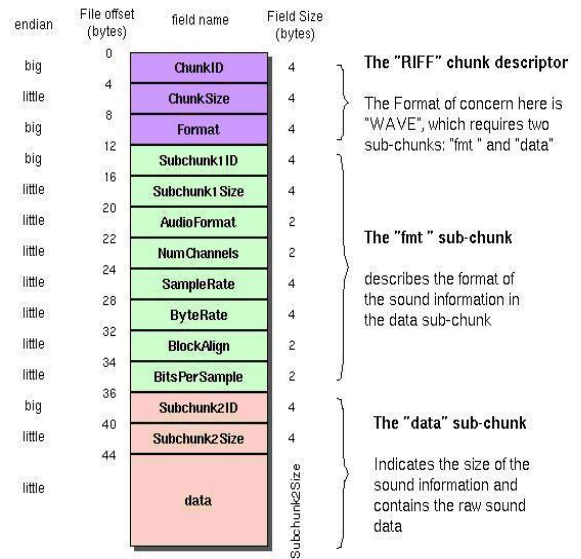 endian
File offset
(bytes)
field name
Field Size
(bytes)
0
big
ChunkID
4
4
little
ChunkSize
4
8
big
Format
4
12
The "RIFF" chunk descriptor
The Format of concern here is
"WAVE", which requires two
sub-chunks: "fmt " and "data"
big
Subchunk1ID
4
16
little
Subchunk1Size
4
20
little
AudioFormat
2
22
little
NumChannels
2
24
little
SampleRate
4
28
little
ByteRate
4
32
little
BlockAlign
2
34
little
BitsPerSample
2
36
The "fmt " sub-chunk
describes the format of
the sound information in
the data sub-chunk
big
Subchunk2ID
4
40
little
Subchunk2Size
4
44
little
data
Subchunk2Size
The "data" sub-chunk
Indicates the size of the
sound information and
contains the raw sound
data